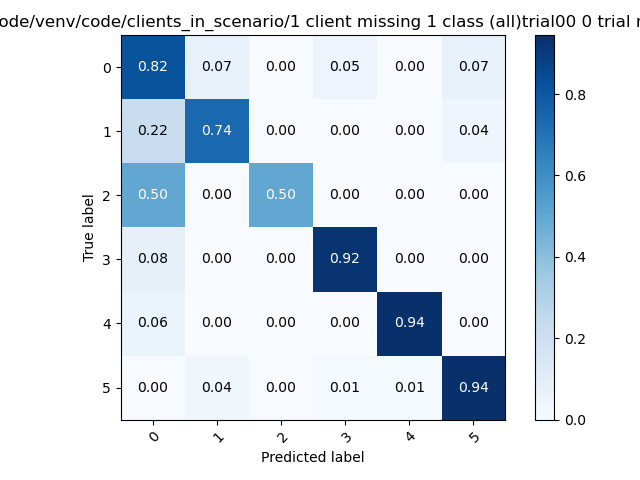 ode/venv/code/clients_in_scenario/1 client missing 1 class (all)trial00 0 trial
0 0.82 0.07 0.00 0.05 0.00 0.07
1 0.22 0.74 0.00 0.00 0.00 0.04
2 0.50 0.00 0.50 0.00 0.00 0.00
3 0.08 0.00 0.00 0.92 0.00 0.00
4 0.06 0.00 0.00 0.00 0.94 0.00
5 0.00 0.04 0.00 0.01 0.01 0.94
0 1 2 3 4 5
Predicted label
True label
0.8
0.6
0.4
0.2
0.0